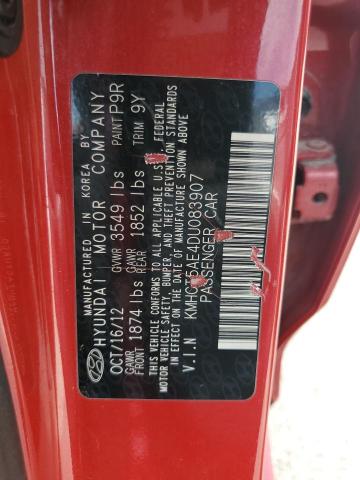 MANUFACTURED IN KOREA BY
HYUNDAI MOTOR COMPANY
OCT/16/12 GVWR 3549 lbs PAINT P9R
GAWR GAWR
FRONT 1874 lbs REAR 1852 lbs TRIM 9Y
THIS VEHICLE CONFORMS TO ALL APPLICABLE U.S. FEDERAL
MOTOR VEHICLE SAFETY, BUMPER, AND THEFT PREVENTION
STANDARDS IN EFFECT ON THE DATE OF MANUFACTURE SHOWN ABOVE.
V.I.N KMHCT5AE4DU083907
PASSENGER CAR